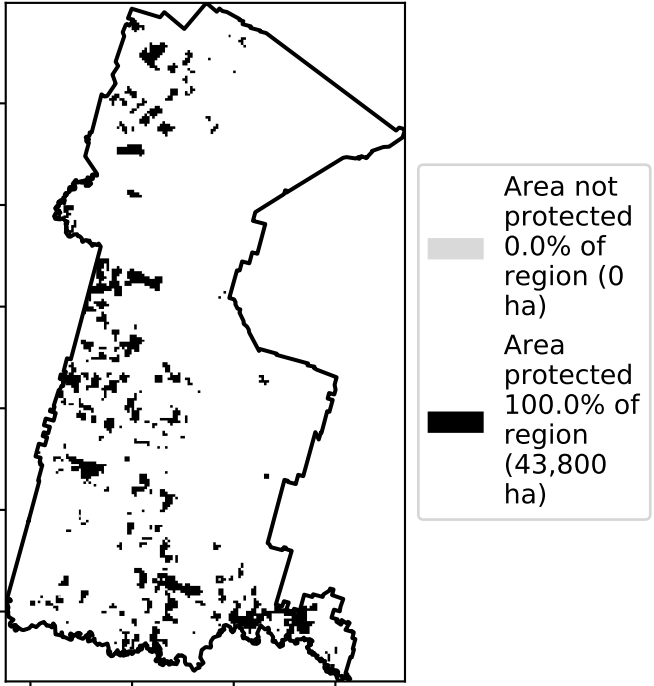 Area not
protected
0.0% of
region (0
ha)
Area
protected
100.0% of
region
(43,800
ha)